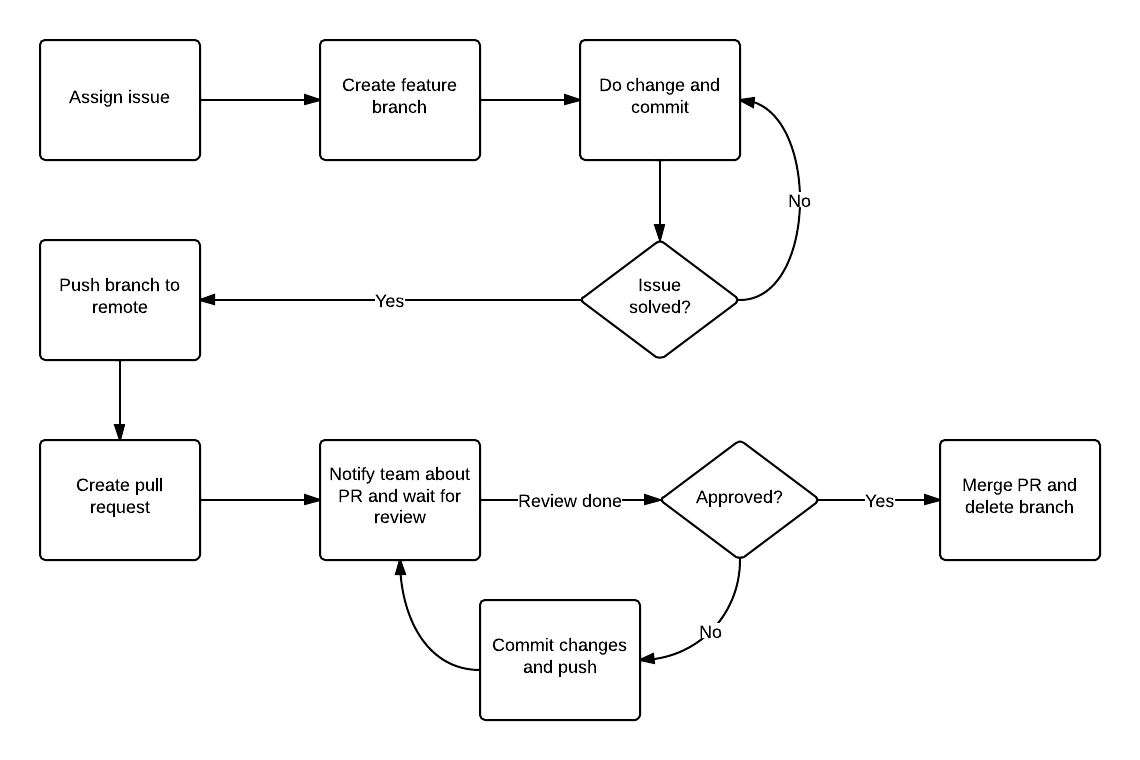 Assign issue
Create feature
branch
Do change and
commit
No
Push branch to
remote
Yes
Issue
solved?
Create pull
request
Notify team about
PR and wait for
review
Review done
Approved?
Yes
Merge PR and
delete branch
No
Commit changes
and push